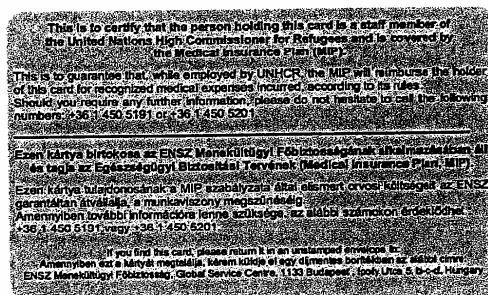 This is to certify that the person holding this card is a staff member of
the United Nations High Commissioner for Refugees and is covered by
the Medical Insurance Plan (MIP).
This is to guarantee that, while employed by UNHCR, the MIP will reimburse the holder
of this card for recognized medical expenses incurred, according to its rules.
Should you require any further information, please do not hesitate to call the following
numbers: +36 1 450 5191 or +36 1 450 5201
Ezen kártya birtokosa az ENSZ Menekültügyi Főbiztosságának alkalmazásában áll
és tagja az Egészségügyi Biztosítási Tervének (Medical Insurance Plan, MIP)
Ezen kártya tulajdonosának a MIP szabályzata által elismert orvosi költségeit az ENSZ
garantáltan átvállalja, a munkaviszony megszűnéséig.
Amennyiben további információra lenne szüksége, az alábbi számokon érdeklődhet:
+36 1 450 5191 vagy +36 1 450 5201
If you find this card, please return it in an unstamped envelope to:
Amennyiben ezt a kártyát megtalálja, kérem küldje el egy díjmentes borítékban az alábbi címre:
ENSZ Menekültügyi Főbiztosság, Global Service Centre, 1133 Budapest, Ipoly Utca 5, b-c-d, Hungary